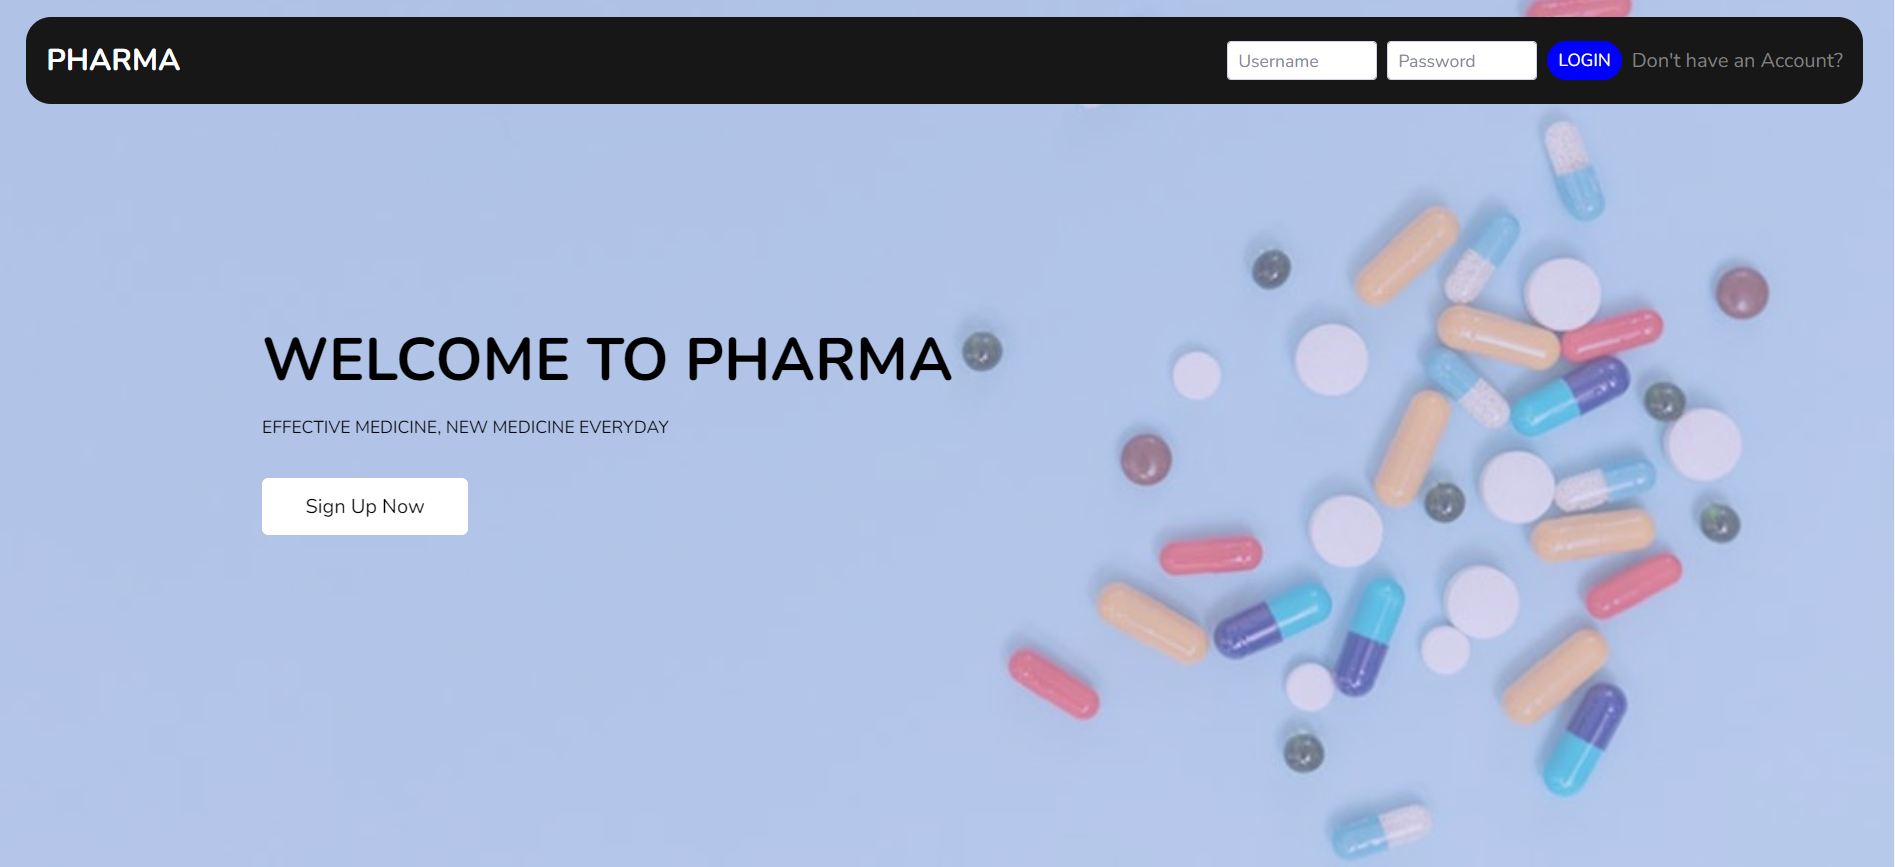 PHARMA
Username
Password
LOGIN
Don't have an Account?
WELCOME TO PHARMA
EFFECTIVE MEDICINE, NEW MEDICINE EVERYDAY
Sign Up Now